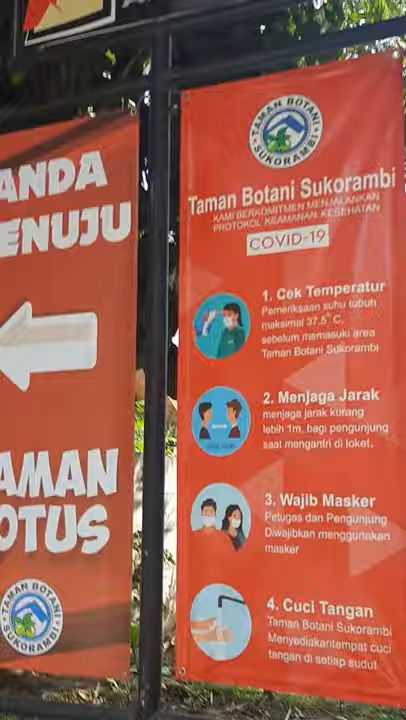 ANDA
ENUJU
AMAN
OTUS
TAMAN BOTANI
SUKORAMBI
TAMAN BOTANI
SUKORAMBI
Taman Botani Sukorambi
KAMI BERKOMITMEN MENJALANKAN
PROTOKOL KEAMANAN KESEHATAN
COVID-19
1. Cek Temperatur
Pemeriksaan suhu tubuh
maksimal 37.5° C,
sebelum memasuki area
Taman Botani Sukorambi
2. Menjaga Jarak
menjaga jarak kurang
lebih 1m, bagi pengunjung
saat mengantri di loket.
3. Wajib Masker
Petugas dan Pengunjung
Diwajibkan menggunakan
masker
4. Cuci Tangan
Taman Botani Sukorambi
Menyediakantempat cuci
tangan di setiap sudut